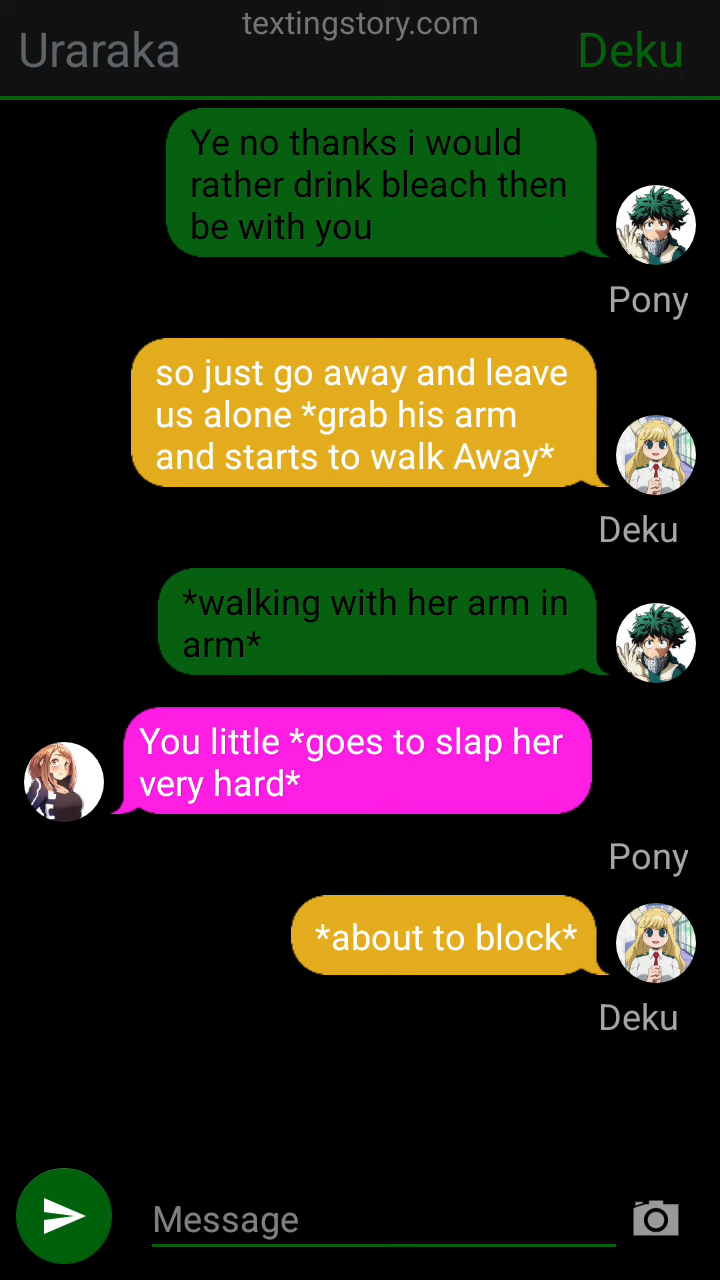 textingstory.com
Uraraka
Deku
Ye no thanks i would
rather drink bleach then
be with you
Pony
so just go away and leave
us alone *grab his arm
and starts to walk Away*
Deku
*walking with her arm in
arm*
You little *goes to slap her
very hard*
Pony
*about to block*
Deku
Message